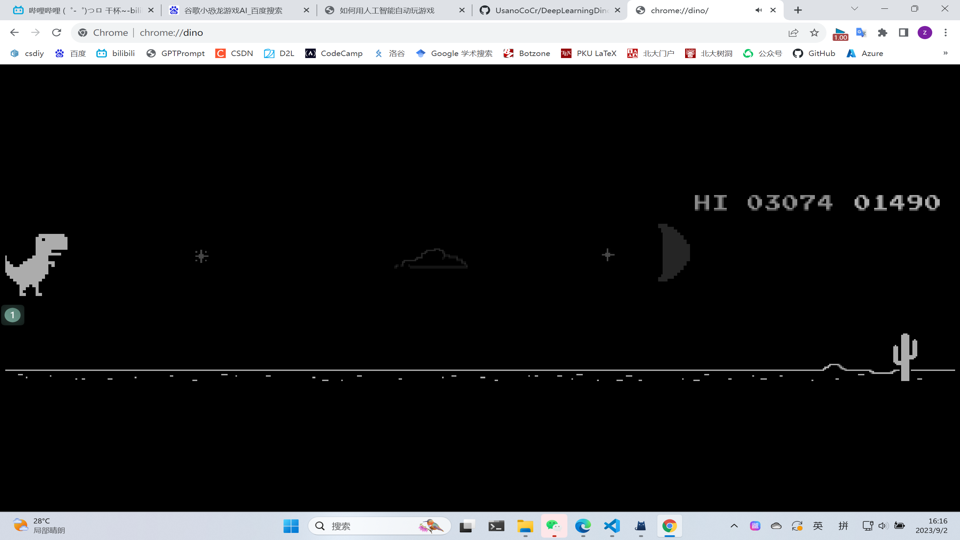 哔哩哔哩 (゜-゜)つロ 干杯~-bili
谷歌小恐龙游戏AI_百度搜索
如何用人工智能自动玩游戏
UsanoCoCr/DeepLearningDin
chrome://dino/
Chrome | chrome://dino
1.00
z
csdiy
百度
bilibili
GPTPrompt
CSDN
D2L
CodeCamp
洛谷
Google 学术搜索
Botzone
PKU LaTeX
北大门户
北大树洞
公众号
GitHub
Azure
»
HI 03074 01490
1
28°C
局部晴朗
搜索
英
拼
16:16
2023/9/2